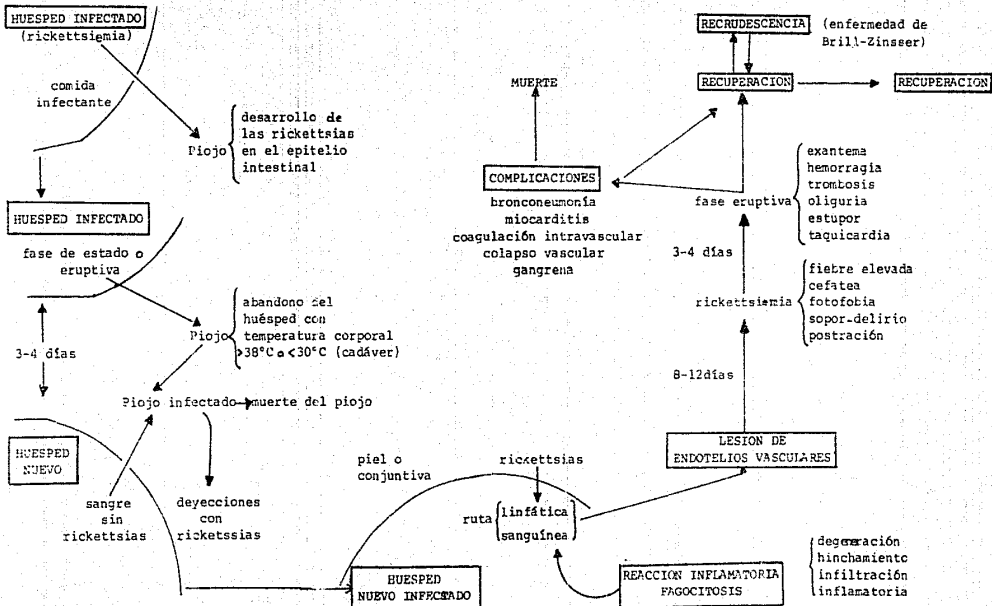 HUESPED INFECTADO
(rickettsiemia)
comida
infectante
Piojo
desarrollo de
las rickettsias
en el epitelio
intestinal
HUESPED INFECTADO
fase de estado o
eruptiva
Piojo
abandono del
huésped con
temperatura corporal
>38°C o <30°C (cadáver)
3-4 días
Piojo infectado
muerte del piojo
HUESPED
NUEVO
sangre
sin
rickettsias
deyecciones
con
ricketssias
piel o
conjuntiva
HUESPED
NUEVO INFECTADO
rickettsias
ruta
linfática
sanguínea
REACCION INFLAMATORIA
FAGOCITOSIS
degeneración
hinchamiento
infiltración
inflamatoria
LESION DE
ENDOTELIOS VASCULARES
8-12días
rickettsiemia
fiebre elevada
cefatea
fotofobia
sopor-delirio
postración
3-4 días
fase eruptiva
exantema
hemorragia
trombosis
oliguria
estupor
taquicardia
COMPLICACIONES
bronconeumonía
miocarditis
coagulación intravascular
colapso vascular
gangrena
MUERTE
RECUPERACION
RECUPERACION
RECRUDESCENCIA
(enfermedad de
Brill-Zinsser)